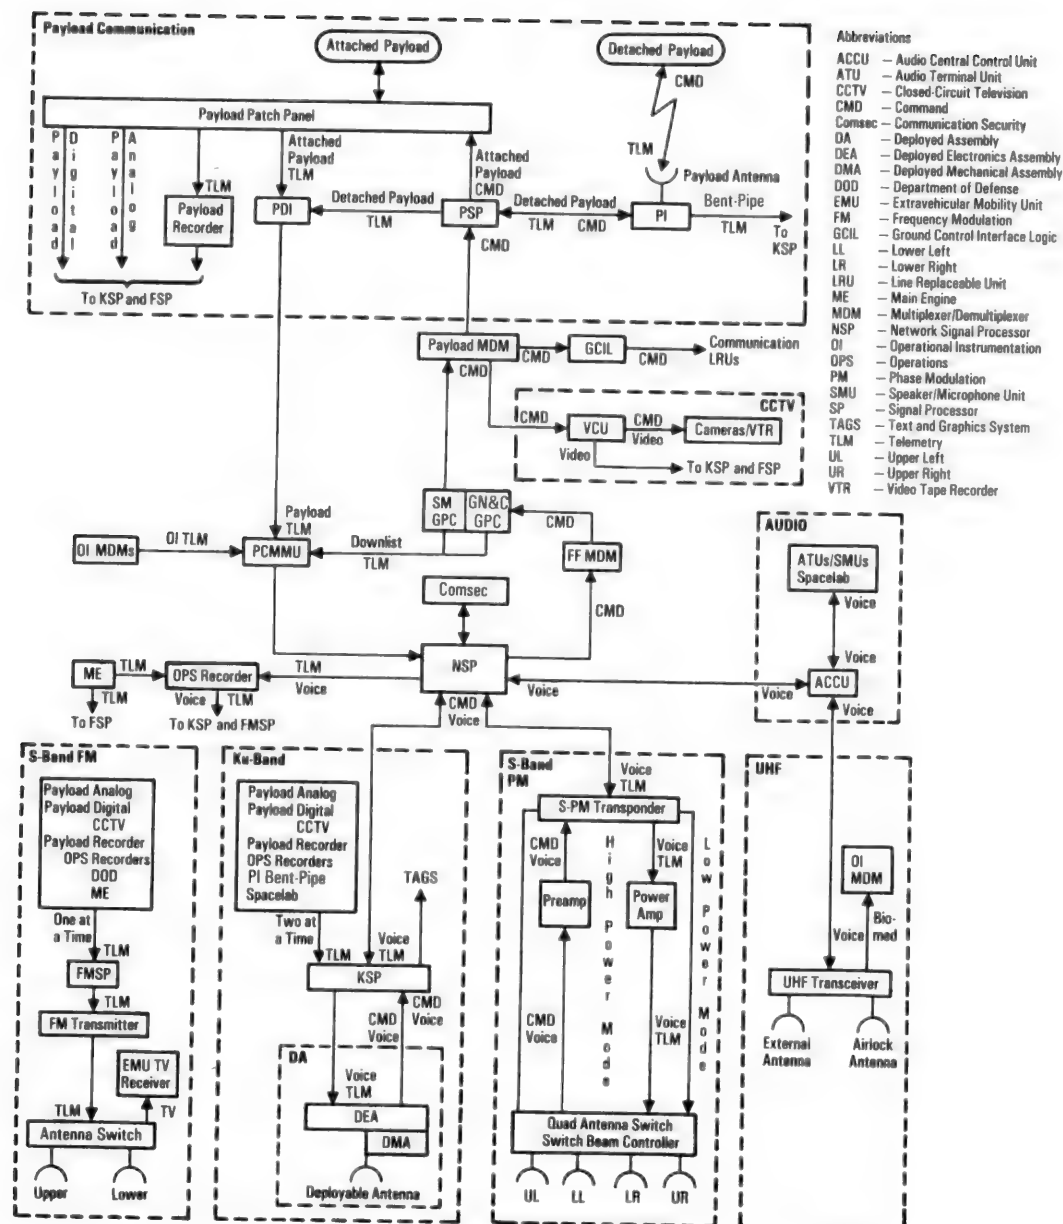 Payload Communication
Attached Payload
Detached Payload
CMD
Payload Patch Panel
Payload Digital
Payload Analog
TLM
Payload Recorder
To KSP and FSP
Attached Payload TLM
PDI
Detached Payload
TLM
Attached Payload CMD
PSP
CMD
Detached Payload
TLM CMD
TLM
Payload Antenna
PI
Bent-Pipe
TLM
To KSP
Abbreviations
ACCU – Audio Central Control Unit
ATU – Audio Terminal Unit
CCTV – Closed-Circuit Television
CMD – Command
Comsec – Communication Security
DA – Deployed Assembly
DEA – Deployed Electronics Assembly
DMA – Deployed Mechanical Assembly
DOD – Department of Defense
EMU – Extravehicular Mobility Unit
FM – Frequency Modulation
GCIL – Ground Control Interface Logic
LL – Lower Left
LR – Lower Right
LRU – Line Replaceable Unit
ME – Main Engine
MDM – Multiplexer/Demultiplexer
NSP – Network Signal Processor
OI – Operational Instrumentation
OPS – Operations
PM – Phase Modulation
SMU – Speaker/Microphone Unit
SP – Signal Processor
TAGS – Text and Graphics System
TLM – Telemetry
UL – Upper Left
UR – Upper Right
VTR – Video Tape Recorder
Payload MDM
CMD
CMD
GCIL
CMD
Communication
LRUs
CCTV
CMD
VCU
CMD
Video
Cameras/VTR
Video
To KSP and FSP
SM
GPC
GN&C
GPC
CMD
FF MDM
CMD
Payload
TLM
OI MDMs
OI TLM
PCMMU
Downlist
TLM
Comsec
NSP
CMD
Voice
ME
TLM
TLM
To FSP
OPS Recorder
TLM
Voice
Voice TLM
To KSP and FMSP
Voice
AUDIO
ATUs/SMUs
Spacelab
Voice
Voice
ACCU
Voice
S-Band FM
Payload Analog
Payload Digital
CCTV
Payload Recorder
OPS Recorders
DOD
ME
One at
a Time
TLM
FMSP
TLM
FM Transmitter
EMU TV
Receiver
TLM
TV
Antenna Switch
Upper
Lower
Ku-Band
Payload Analog
Payload Digital
CCTV
Payload Recorder
OPS Recorders
PI Bent-Pipe
Spacelab
TAGS
Two at
a Time
TLM
Voice
TLM
KSP
CMD
Voice
DA
Voice
TLM
DEA
DMA
Deployable Antenna
S-Band
PM
Voice
TLM
S-PM Transponder
CMD
Voice
High Power Mode
Voice
TLM
Low Power Mode
Preamp
Power
Amp
CMD
Voice
Voice
TLM
Quad Antenna Switch
Switch Beam Controller
UL
LL
LR
UR
UHF
OI
MDM
Voice
Bio-
med
UHF Transceiver
External
Antenna
Airlock
Antenna